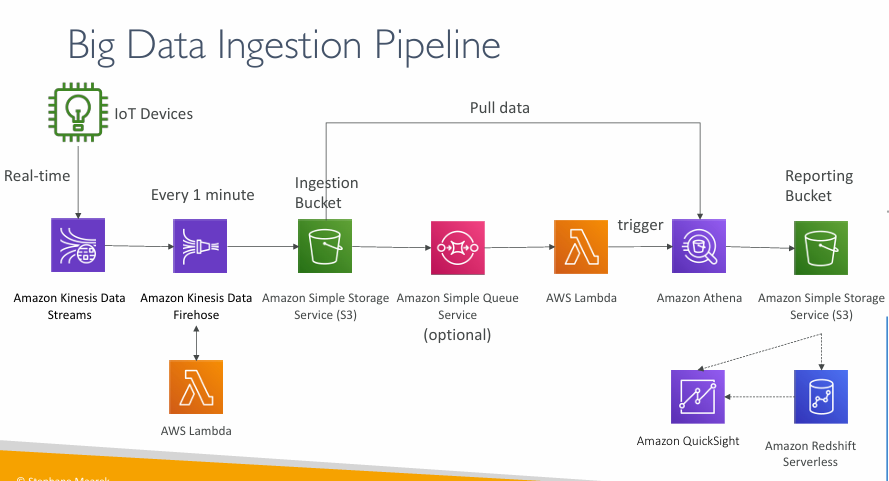 Big Data Ingestion Pipeline
IoT Devices
Pull data
Real-time
Every 1 minute
Ingestion
Bucket
trigger
Reporting
Bucket
Amazon Kinesis Data
Streams
Amazon Kinesis Data
Firehose
Amazon Simple Storage
Service (S3)
Amazon Simple Queue
Service
(optional)
AWS Lambda
Amazon Athena
Amazon Simple Storage
Service (S3)
AWS Lambda
Amazon QuickSight
Amazon Redshift
Serverless
© Stephane Maarek